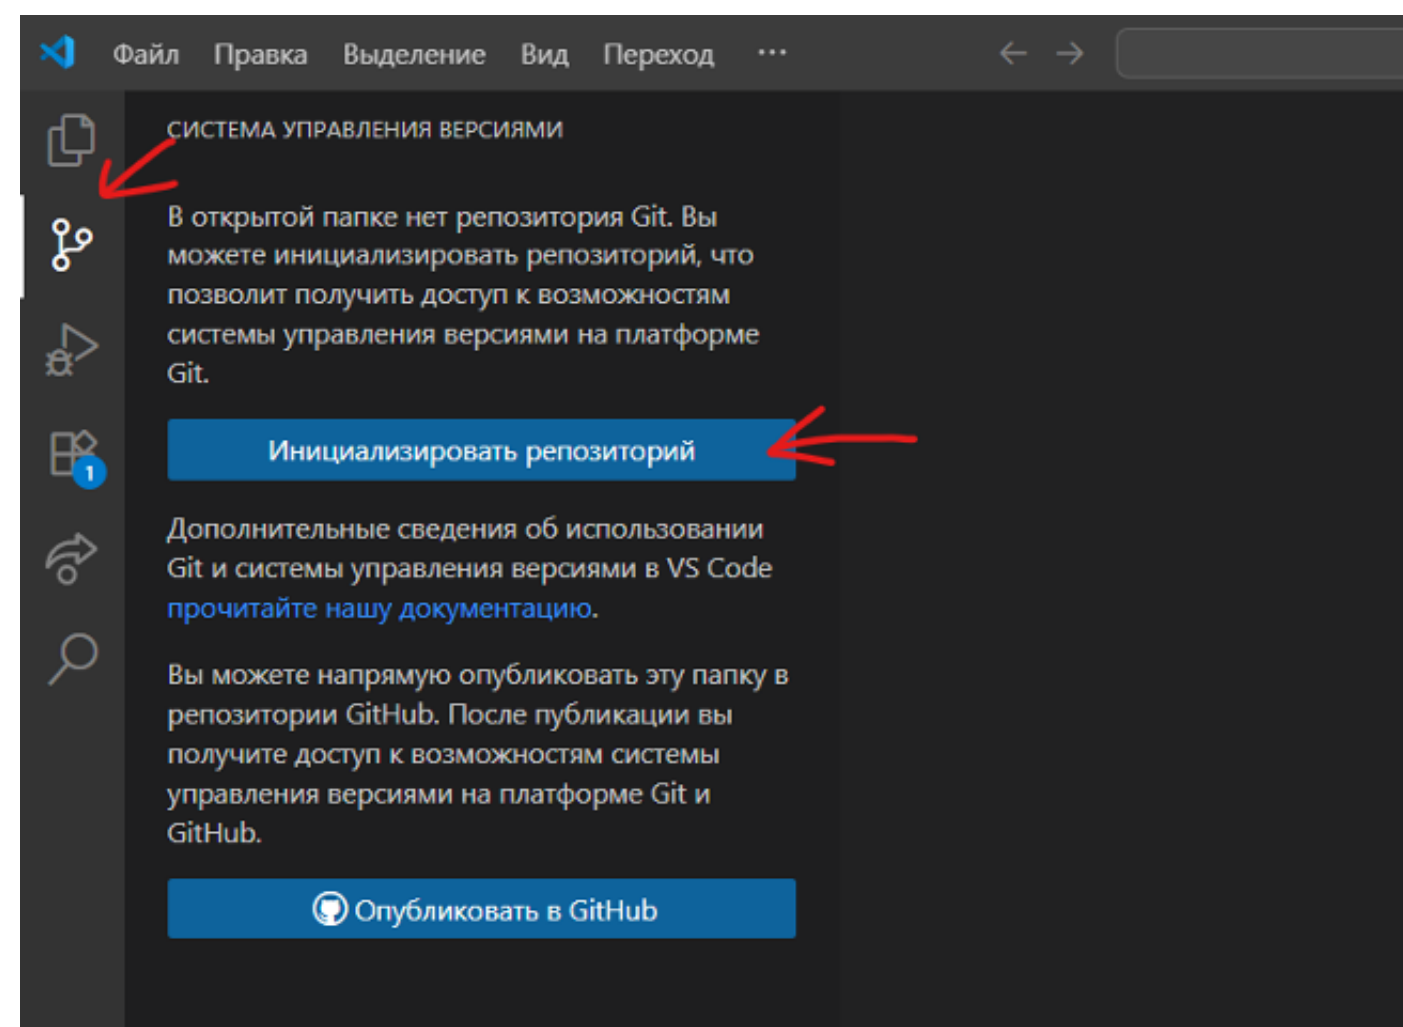 Файл Правка Выделение Вид Переход ...
СИСТЕМА УПРАВЛЕНИЯ ВЕРСИЯМИ
В открытой папке нет репозитория Git. Вы
можете инициализировать репозиторий, что
позволит получить доступ к возможностям
системы управления версиями на платформе
Git.
Инициализировать репозиторий
1
Дополнительные сведения об использовании
Git и системы управления версиями в VS Code
прочитайте нашу документацию.
Вы можете напрямую опубликовать эту папку в
репозитории GitHub. После публикации вы
получите доступ к возможностям системы
управления версиями на платформе Git и
GitHub.
Опубликовать в GitHub